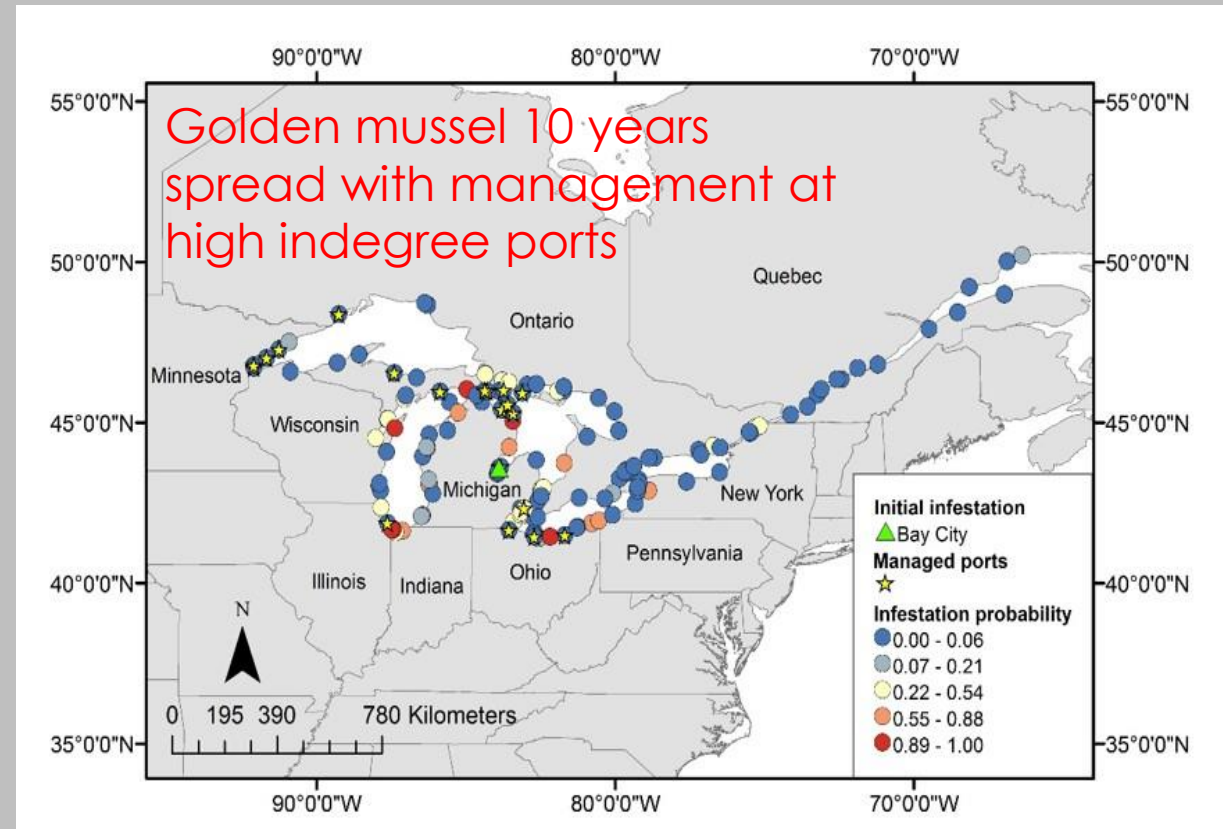 90°0'0"W 80°0'0"W 70°0'0"W
55°0'0"N 55°0'0"N
Golden mussel 10 years
spread with management at
high indegree ports
50°0'0"N 50°0'0"N
Quebec
Ontario
Minnesota
45°0'0"N 45°0'0"N
Wisconsin
Michigan
New York
Pennsylvania
Ohio
Illinois
Indiana
40°0'0"N 40°0'0"N
N
0 195 390 780 Kilometers
35°0'0"N 35°0'0"N
Initial infestation
Bay City
Managed ports
Infestation probability
0.00 - 0.06
0.07 - 0.21
0.22 - 0.54
0.55 - 0.88
0.89 - 1.00
90°0'0"W 80°0'0"W 70°0'0"W